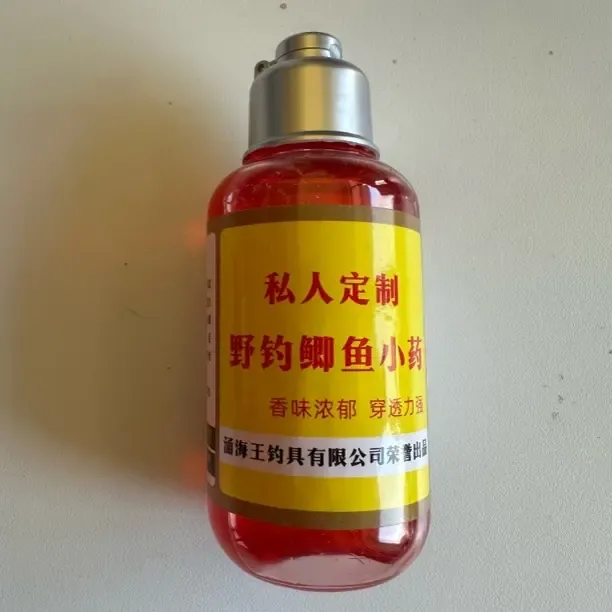 私人定制
野钓鲫鱼小药
香味浓郁 穿透力强
海王钓具有限公司荣誉出品